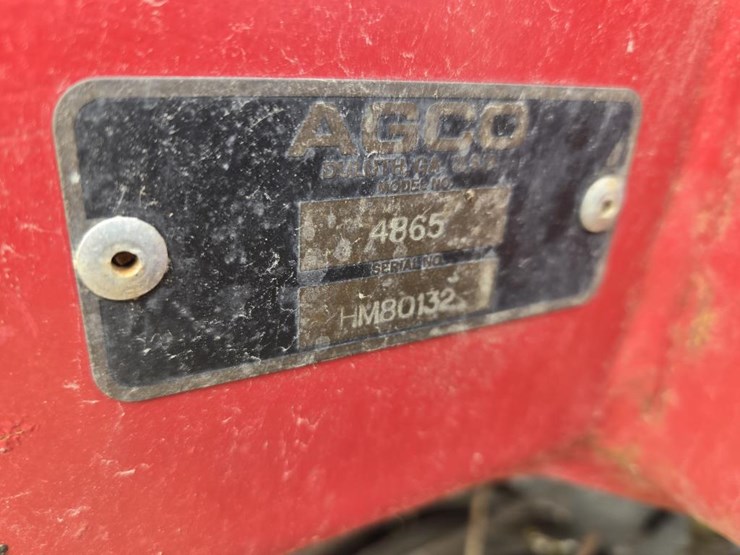 AGCO
MODEL NO.
4865
SERIAL NO.
HM80132